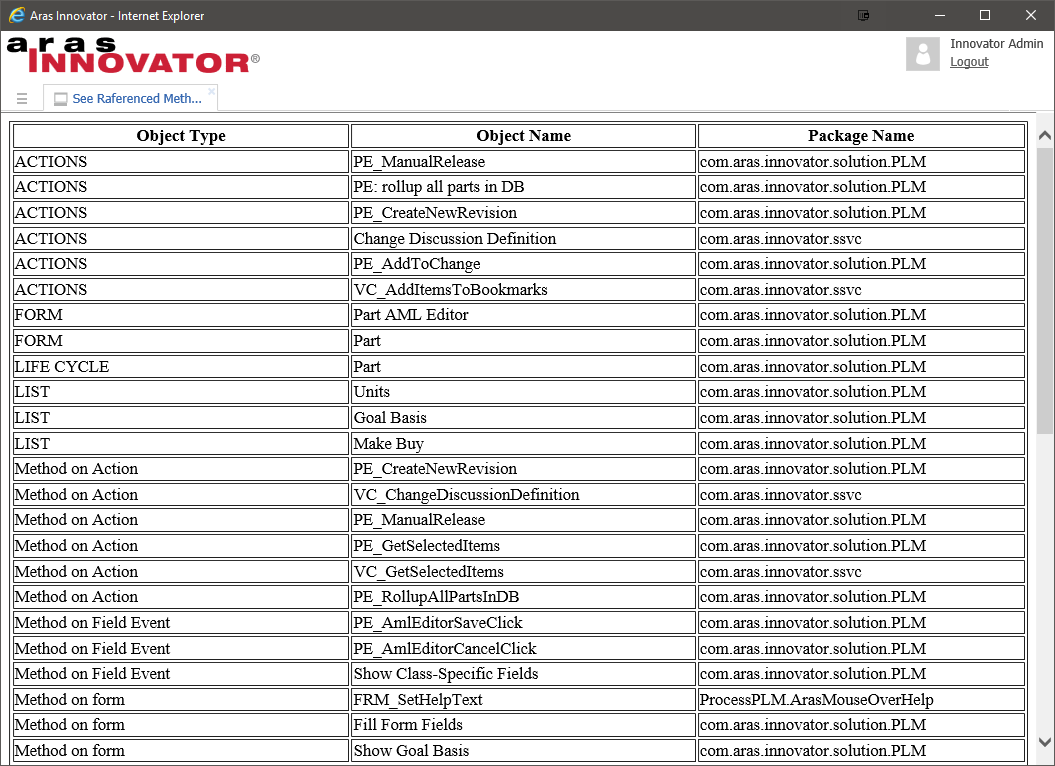 Aras Innovator - Internet Explorer
aras
INNOVATOR®
Innovator Admin
Logout
See Raferenced Meth...
Object Type Object Name Package Name
ACTIONS PE_ManualRelease com.aras.innovator.solution.PLM
ACTIONS PE: rollup all parts in DB com.aras.innovator.solution.PLM
ACTIONS PE_CreateNewRevision com.aras.innovator.solution.PLM
ACTIONS Change Discussion Definition com.aras.innovator.ssvc
ACTIONS PE_AddToChange com.aras.innovator.solution.PLM
ACTIONS VC_AddItemsToBookmarks com.aras.innovator.ssvc
FORM Part AML Editor com.aras.innovator.solution.PLM
FORM Part com.aras.innovator.solution.PLM
LIFE CYCLE Part com.aras.innovator.solution.PLM
LIST Units com.aras.innovator.solution.PLM
LIST Goal Basis com.aras.innovator.solution.PLM
LIST Make Buy com.aras.innovator.solution.PLM
Method on Action PE_CreateNewRevision com.aras.innovator.solution.PLM
Method on Action VC_ChangeDiscussionDefinition com.aras.innovator.ssvc
Method on Action PE_ManualRelease com.aras.innovator.solution.PLM
Method on Action PE_GetSelectedItems com.aras.innovator.solution.PLM
Method on Action VC_GetSelectedItems com.aras.innovator.ssvc
Method on Action PE_RollupAllPartsInDB com.aras.innovator.solution.PLM
Method on Field Event PE_AmlEditorSaveClick com.aras.innovator.solution.PLM
Method on Field Event PE_AmlEditorCancelClick com.aras.innovator.solution.PLM
Method on Field Event Show Class-Specific Fields com.aras.innovator.solution.PLM
Method on form FRM_SetHelpText ProcessPLM.ArasMouseOverHelp
Method on form Fill Form Fields com.aras.innovator.solution.PLM
Method on form Show Goal Basis com.aras.innovator.solution.PLM